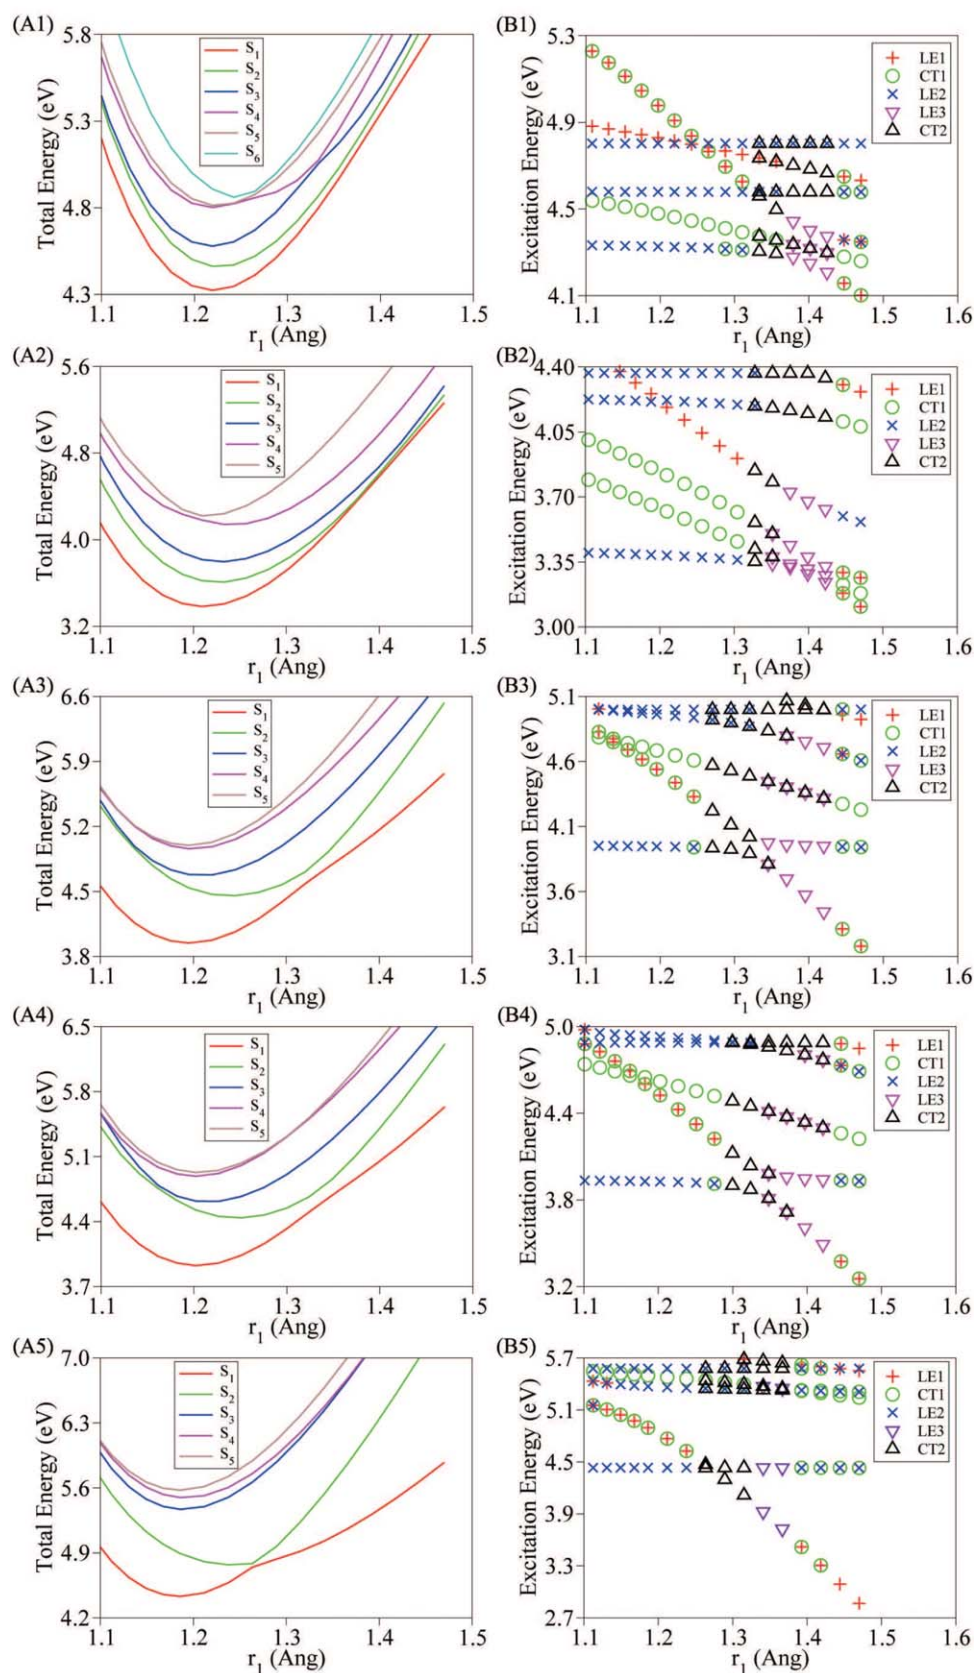 (A1)
5.8
5.3
4.8
4.3
Total Energy (eV)
S1
S2
S3
S4
S5
S6
1.1 1.2 1.3 1.4 1.5
r1 (Ang)
(B1)
5.3
4.9
4.5
4.1
Excitation Energy (eV)
LE1
CT1
LE2
LE3
CT2
1.1 1.2 1.3 1.4 1.5 1.6
r1 (Ang)
(A2)
5.6
4.8
4.0
3.2
Total Energy (eV)
S1
S2
S3
S4
S5
1.1 1.2 1.3 1.4 1.5
r1 (Ang)
(B2)
4.40
4.05
3.70
3.35
3.00
Excitation Energy (eV)
LE1
CT1
LE2
LE3
CT2
1.1 1.2 1.3 1.4 1.5 1.6
r1 (Ang)
(A3)
6.6
5.9
5.2
4.5
3.8
Total Energy (eV)
S1
S2
S3
S4
S5
1.1 1.2 1.3 1.4 1.5
r1 (Ang)
(B3)
5.1
4.6
4.1
3.6
3.1
Excitation Energy (eV)
LE1
CT1
LE2
LE3
CT2
1.1 1.2 1.3 1.4 1.5 1.6
r1 (Ang)
(A4)
6.5
5.8
5.1
4.4
3.7
Total Energy (eV)
S1
S2
S3
S4
S5
1.1 1.2 1.3 1.4 1.5
r1 (Ang)
(B4)
5.0
4.4
3.8
3.2
Excitation Energy (eV)
LE1
CT1
LE2
LE3
CT2
1.1 1.2 1.3 1.4 1.5 1.6
r1 (Ang)
(A5)
7.0
6.3
5.6
4.9
4.2
Total Energy (eV)
S1
S2
S3
S4
S5
1.1 1.2 1.3 1.4 1.5
r1 (Ang)
(B5)
5.7
5.1
4.5
3.9
3.3
2.7
Excitation Energy (eV)
LE1
CT1
LE2
LE3
CT2
1.1 1.2 1.3 1.4 1.5 1.6
r1 (Ang)